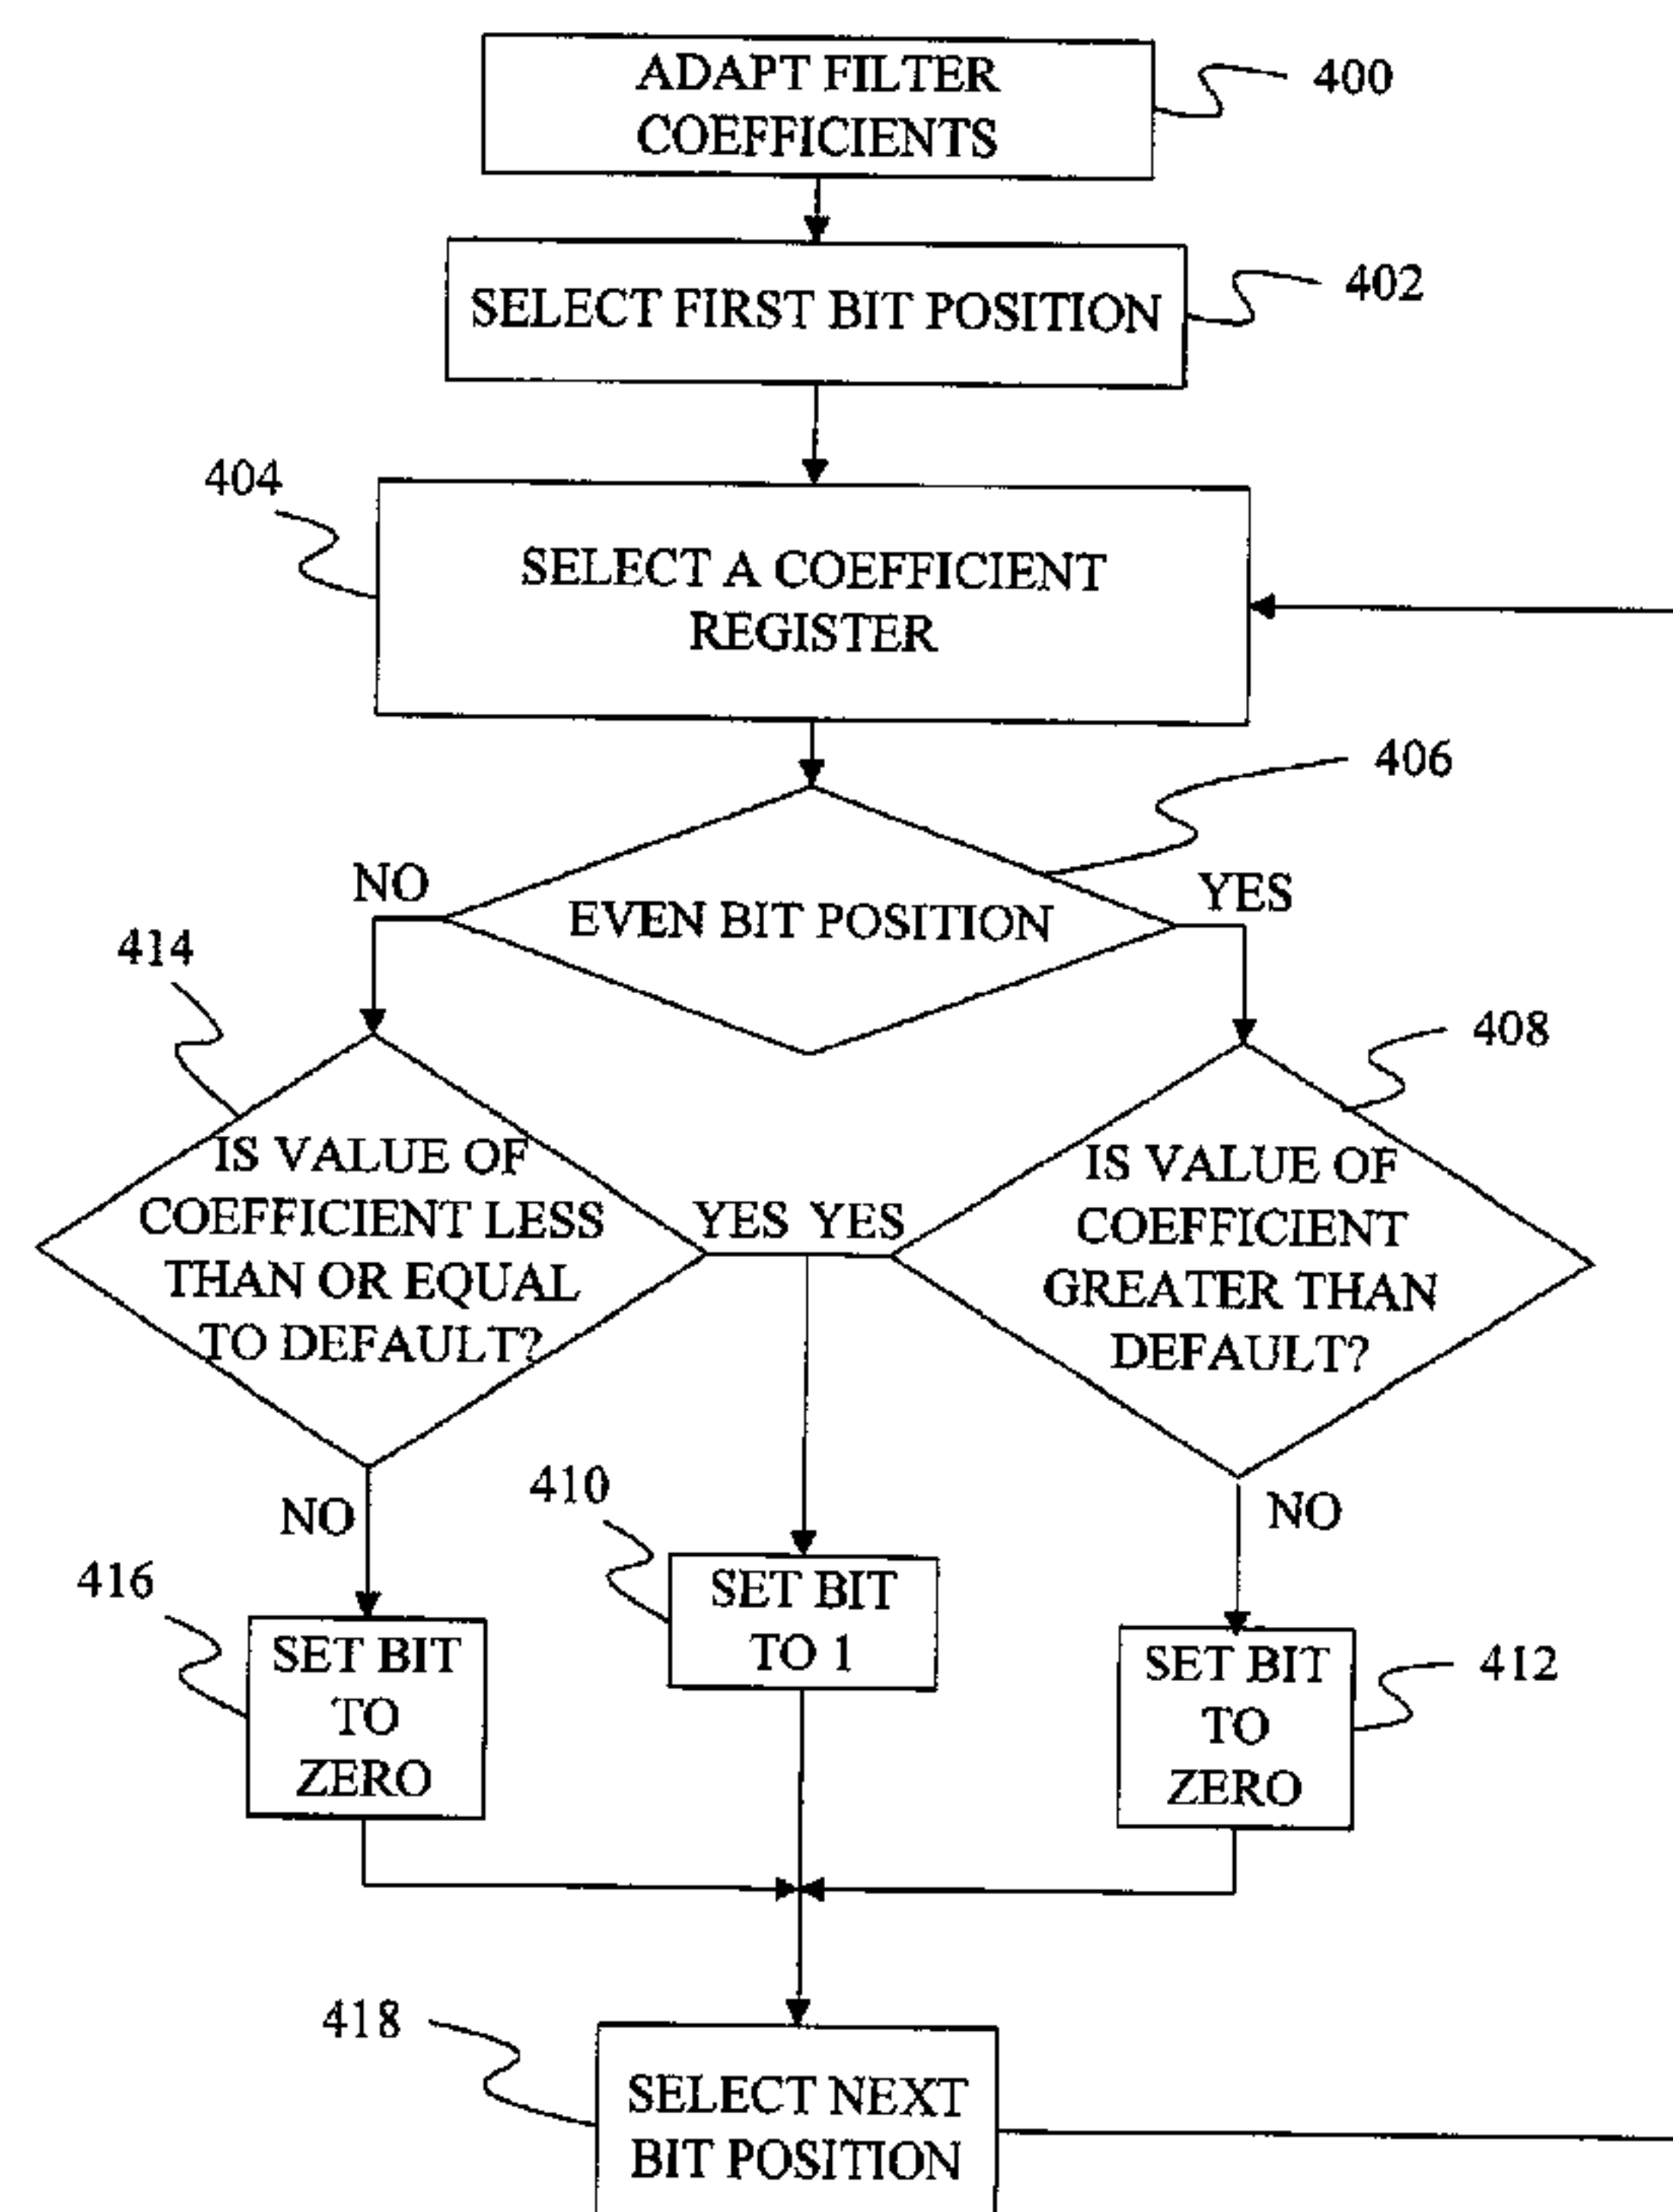 ADAPT FILTER
COEFFICIENTS
400
SELECT FIRST BIT POSITION
402
404
SELECT A COEFFICIENT
REGISTER
406
NO
EVEN BIT POSITION
YES
414
408
IS VALUE OF
COEFFICIENT LESS
THAN OR EQUAL
TO DEFAULT?
YES YES
IS VALUE OF
COEFFICIENT
GREATER THAN
DEFAULT?
NO
410
NO
416
SET BIT
TO
ZERO
SET BIT
TO 1
SET BIT
TO
ZERO
412
418
SELECT NEXT
BIT POSITION